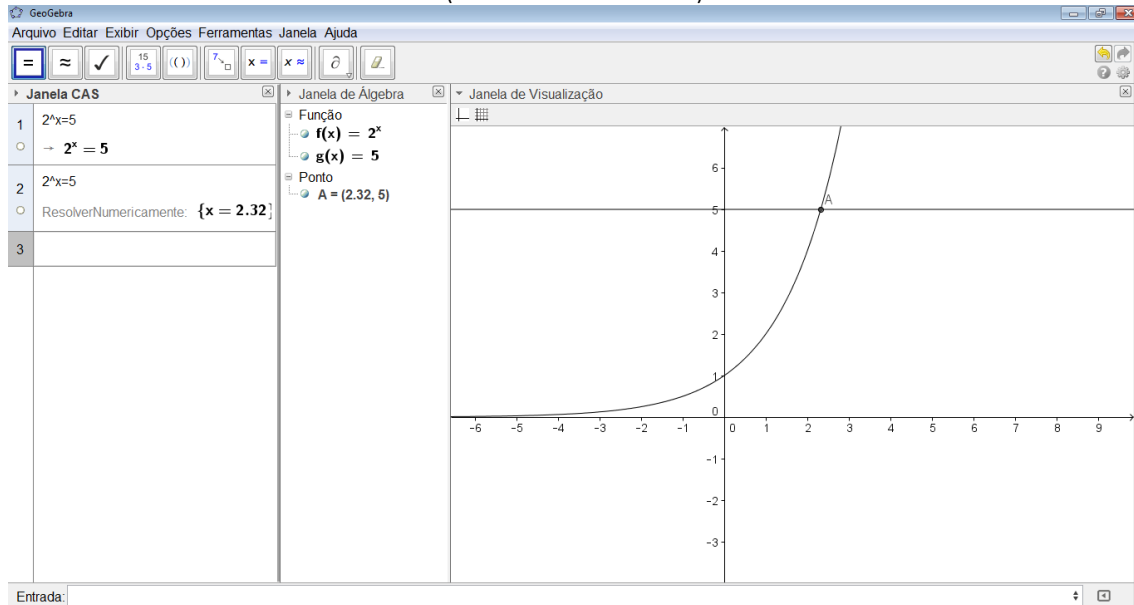 GeoGebra
Arquivo Editar Exibir Opções Ferramentas Janela Ajuda
= ≈ ✓ 15 3·5 (( )) 7 x = x ≈ ∂
Janela CAS
1
2^x=5
→ 2ˣ = 5
2
2^x=5
ResolverNumericamente: {x = 2.32}
3
Janela de Álgebra
Função
f(x) = 2ˣ
g(x) = 5
Ponto
A = (2.32, 5)
Janela de Visualização
A
6
5
4
3
2
1
0
-6 -5 -4 -3 -2 -1 0 1 2 3 4 5 6 7 8 9
-1
-2
-3
Entrada: